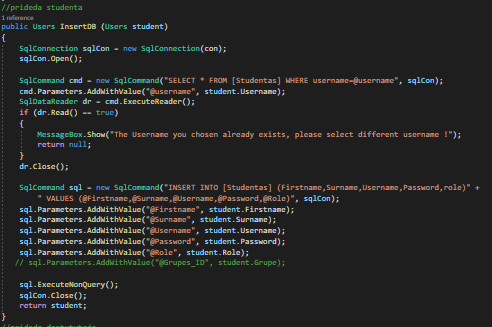 //prideda studenta
1 reference
public Users InsertDB (Users student)
{
SqlConnection sqlCon = new SqlConnection(con);
sqlCon.Open();
SqlCommand cmd = new SqlCommand("SELECT * FROM [Studentas] WHERE username=@username", sqlCon);
cmd.Parameters.AddWithValue("@username", student.Username);
SqlDataReader dr = cmd.ExecuteReader();
if (dr.Read() == true)
{
MessageBox.Show("The Username you chosen already exists, please select different username !");
return null;
}
dr.Close();
SqlCommand sql = new SqlCommand("INSERT INTO [Studentas] (Firstname,Surname,Username,Password,role)" +
" VALUES (@Firstname,@Surname,@Username,@Password,@Role)", sqlCon);
sql.Parameters.AddWithValue("@Firstname", student.Firstname);
sql.Parameters.AddWithValue("@Surname", student.Surname);
sql.Parameters.AddWithValue("@Username", student.Username);
sql.Parameters.AddWithValue("@Password", student.Password);
sql.Parameters.AddWithValue("@Role", student.Role);
// sql.Parameters.AddWithValue("@Grupes_ID", student.Grupe);
sql.ExecuteNonQuery();
sqlCon.Close();
return student;
}